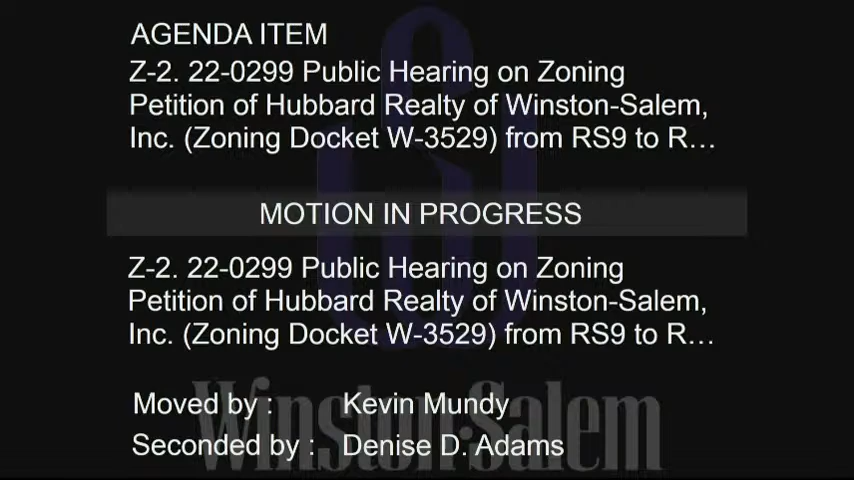 AGENDA ITEM
Z-2. 22-0299 Public Hearing on Zoning
Petition of Hubbard Realty of Winston-Salem,
Inc. (Zoning Docket W-3529) from RS9 to R...
MOTION IN PROGRESS
Z-2. 22-0299 Public Hearing on Zoning
Petition of Hubbard Realty of Winston-Salem,
Inc. (Zoning Docket W-3529) from RS9 to R...
Moved by : Kevin Mundy
Winston-Salem
Seconded by : Denise D. Adams